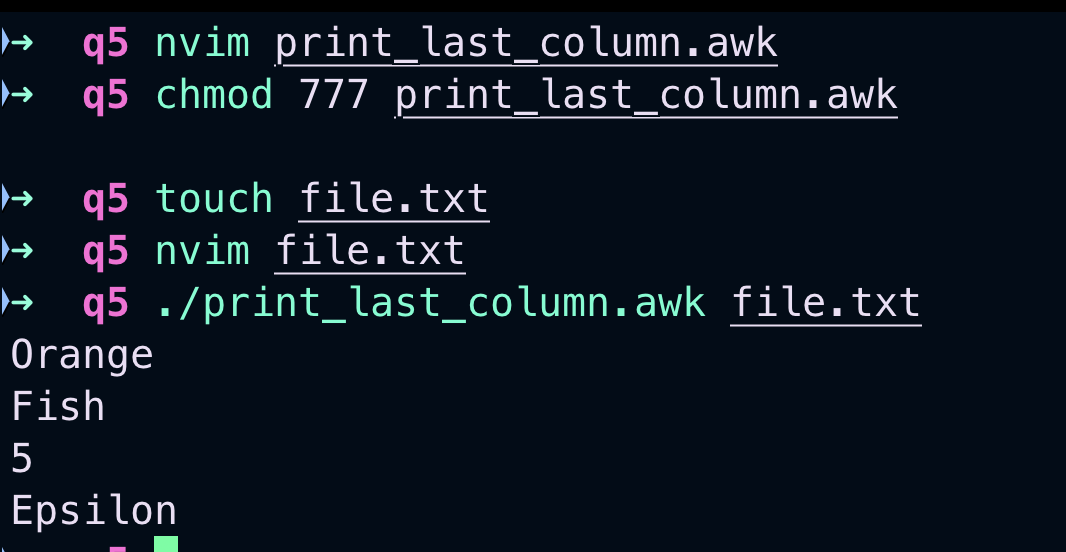 ➜ q5 nvim print_last_column.awk
➜ q5 chmod 777 print_last_column.awk
➜ q5 touch file.txt
➜ q5 nvim file.txt
➜ q5 ./print_last_column.awk file.txt
Orange
Fish
5
Epsilon